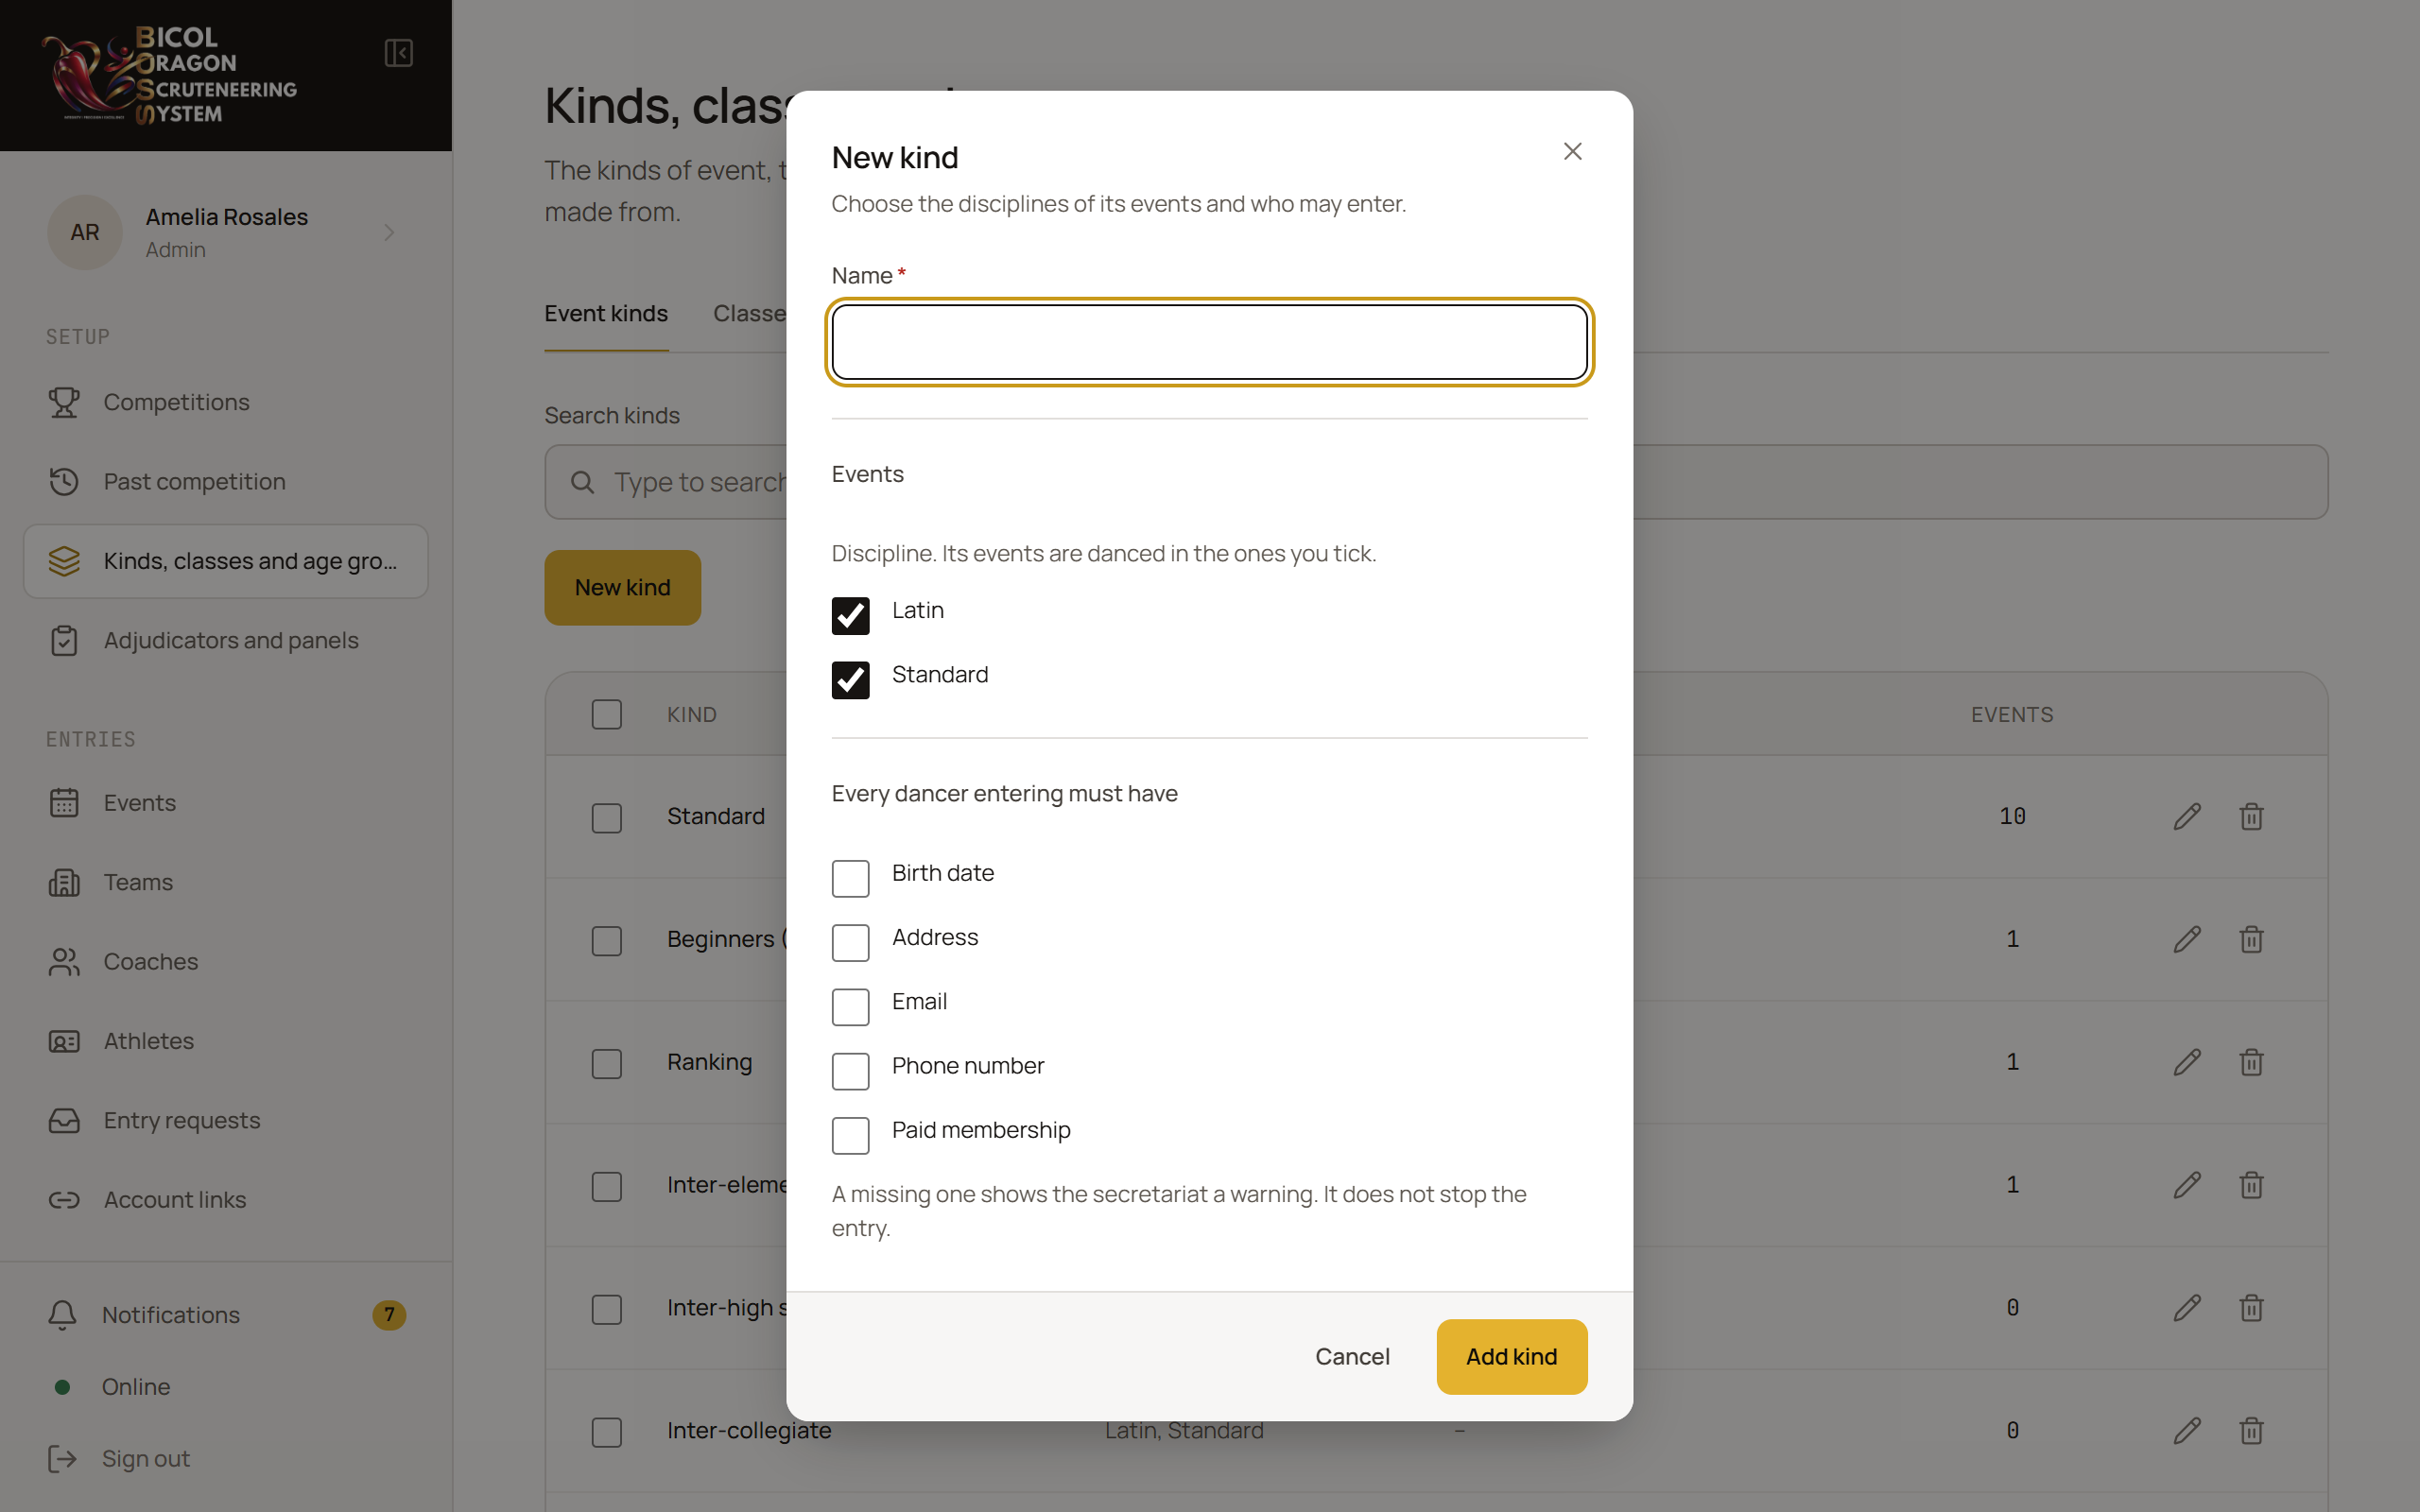 BICOL
DRAGON
SCRUTENEERING
SYSTEM
AR
Amelia Rosales
Admin
SETUP
Competitions
Past competition
Kinds, classes and age gro…
Adjudicators and panels
ENTRIES
Events
Teams
Coaches
Athletes
Entry requests
Account links
Notifications
7
Online
Sign out
Kinds, class
The kinds of event, t
made from.
Event kinds
Classe
Search kinds
Type to search
New kind
KIND
EVENTS
Standard
10
Beginners (
1
Ranking
1
Inter-eleme
1
Inter-high s
0
Inter-collegiate
Latin, Standard
–
0
New kind
Choose the disciplines of its events and who may enter.
Name *
Events
Discipline. Its events are danced in the ones you tick.
Latin
Standard
Every dancer entering must have
Birth date
Address
Email
Phone number
Paid membership
A missing one shows the secretariat a warning. It does not stop the
entry.
Cancel
Add kind